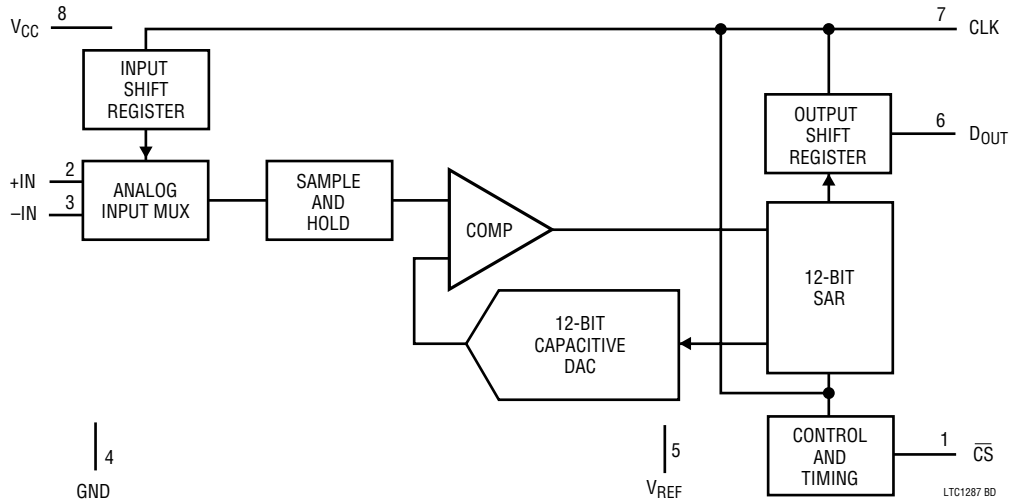 8
VCC
7
CLK
INPUT
SHIFT
REGISTER
OUTPUT
SHIFT
REGISTER
6
DOUT
2
+IN
3
–IN
ANALOG
INPUT MUX
SAMPLE
AND
HOLD
COMP
12-BIT
SAR
12-BIT
CAPACITIVE
DAC
4
GND
5
VREF
CONTROL
AND
TIMING
1
C̅S̅
LTC1287 BD